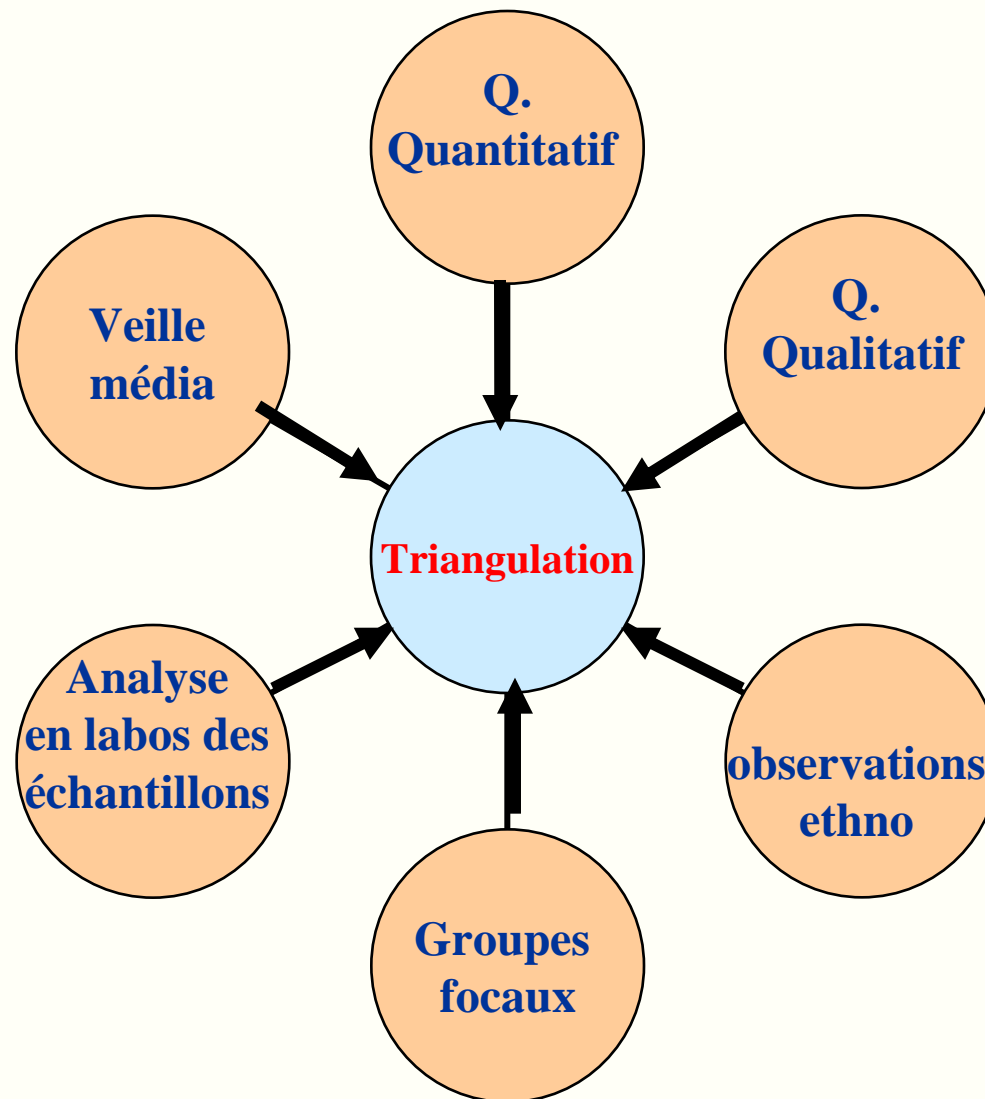 Q.
Quantitatif
Veille
média
Q.
Qualitatif
Triangulation
Analyse
en labos des
échantillons
observations
ethno
Groupes
focaux